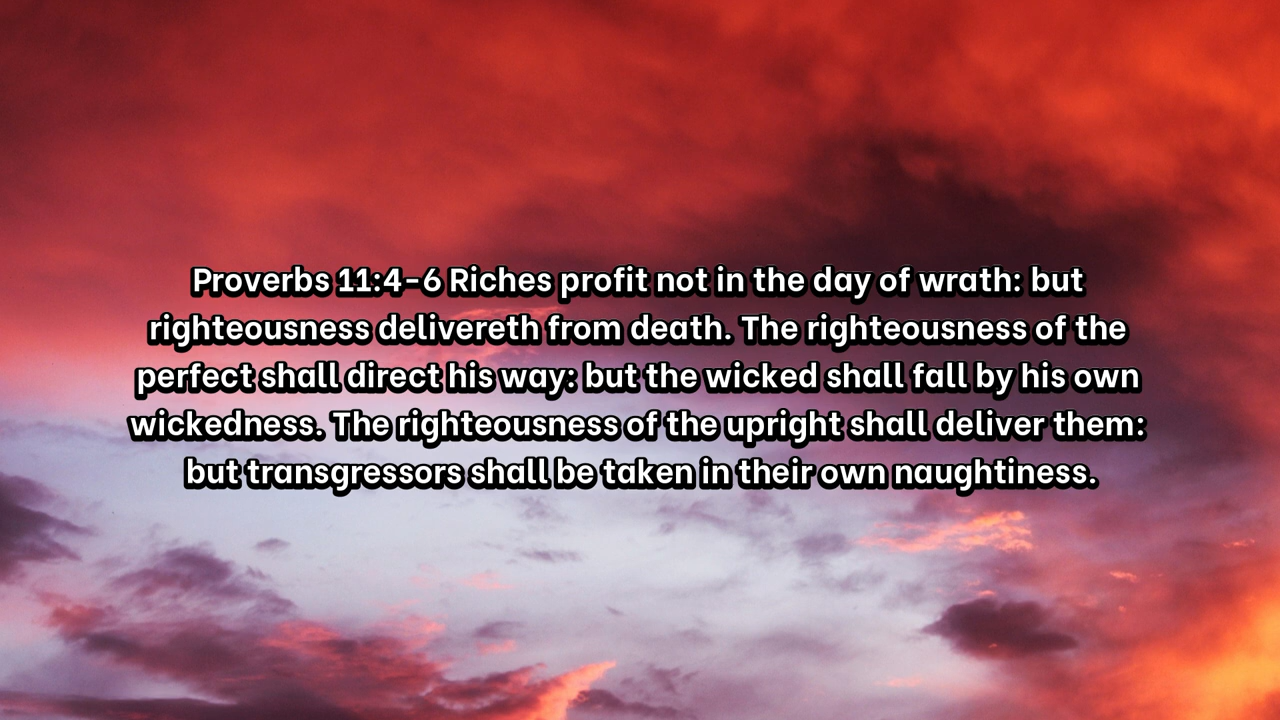 Proverbs 11:4-6 Riches profit not in the day of wrath: but
righteousness delivereth from death. The righteousness of the
perfect shall direct his way: but the wicked shall fall by his own
wickedness. The righteousness of the upright shall deliver them:
but transgressors shall be taken in their own naughtiness.